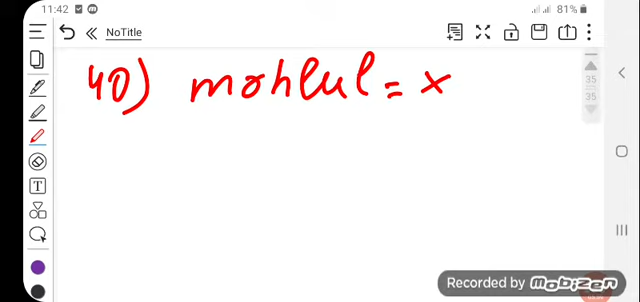 11:42
81%
NoTitle
35
35
40) mohlul = x
T
Recorded by Mobizen